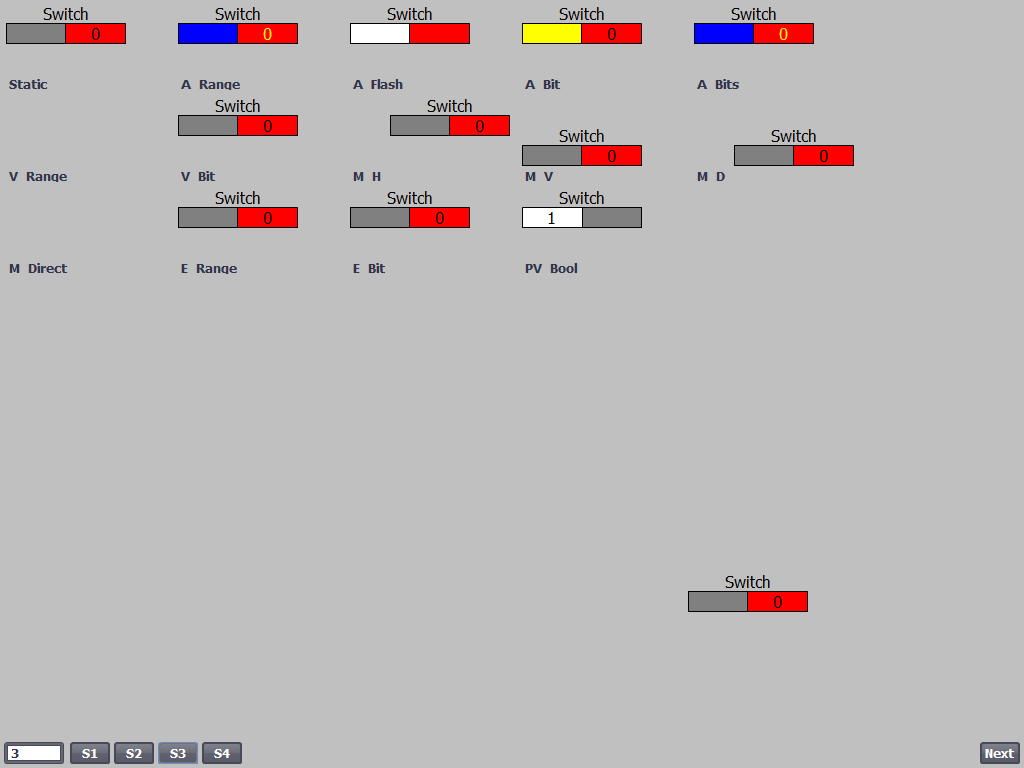 Switch Switch Switch Switch Switch
0 0 0 0
Static A Range A Flash A Bit A Bits
Switch Switch
0 0
Switch Switch
0 0
V Range V Bit M H M V M D
Switch Switch Switch
0 0 1
M Direct E Range E Bit PV Bool
Switch
0
3 S1 S2 S3 S4 Next